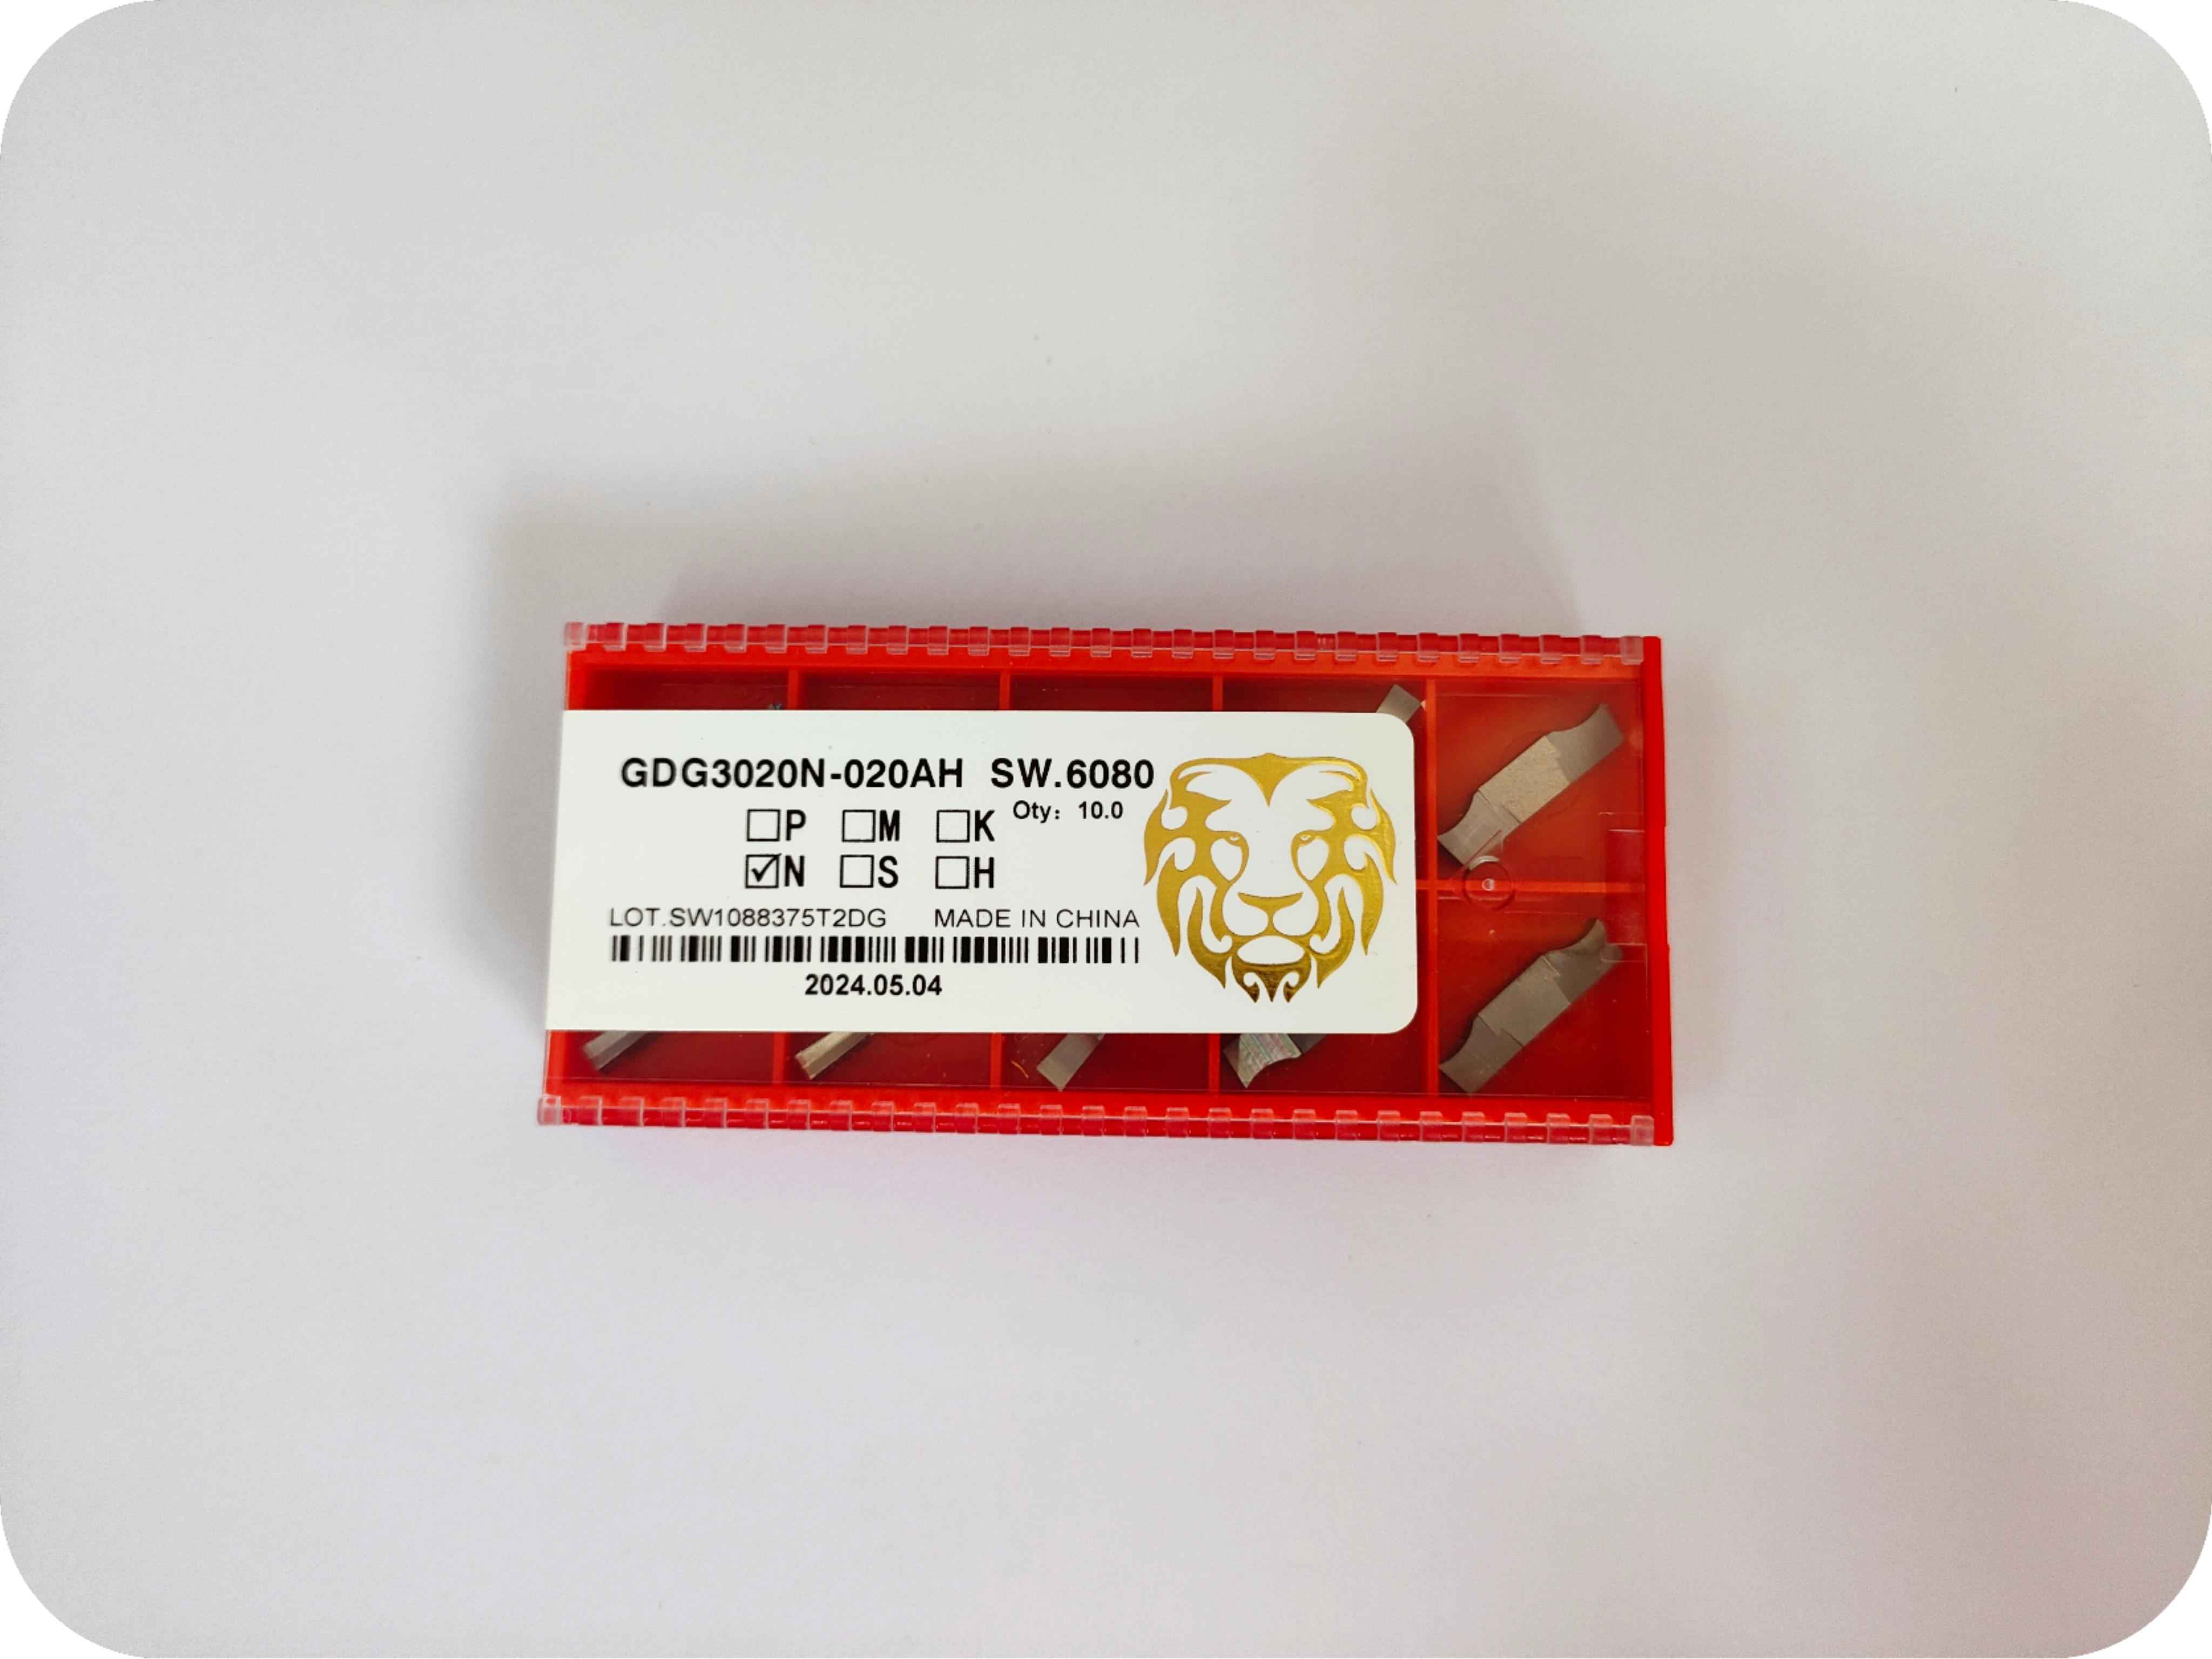 GDG3020N-020AH SW.6080
☐P ☐M ☐K Qty: 10.0
☑N ☐S ☐H
LOT.SW1088375T2DG MADE IN CHINA
2024.05.04